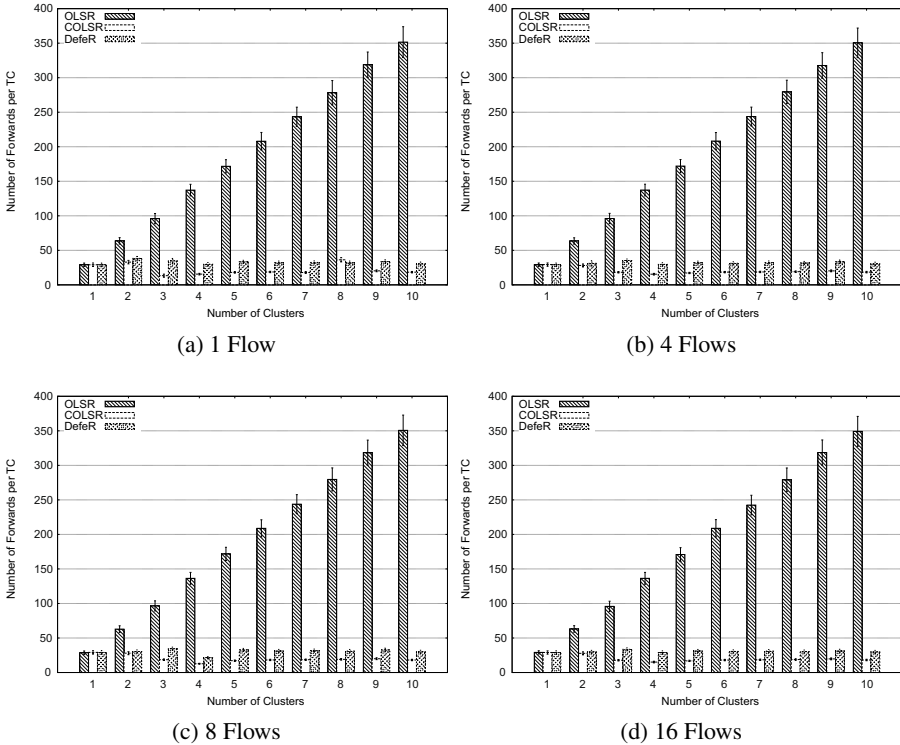 400
350
300
250
200
150
100
50
0
Number of Forwards per TC
OLSR
COLSR
DefeR
1 2 3 4 5 6 7 8 9 10
Number of Clusters
(a) 1 Flow
400
350
300
250
200
150
100
50
0
Number of Forwards per TC
OLSR
COLSR
DefeR
1 2 3 4 5 6 7 8 9 10
Number of Clusters
(b) 4 Flows
400
350
300
250
200
150
100
50
0
Number of Forwards per TC
OLSR
COLSR
DefeR
1 2 3 4 5 6 7 8 9 10
Number of Clusters
(c) 8 Flows
400
350
300
250
200
150
100
50
0
Number of Forwards per TC
OLSR
COLSR
DefeR
1 2 3 4 5 6 7 8 9 10
Number of Clusters
(d) 16 Flows